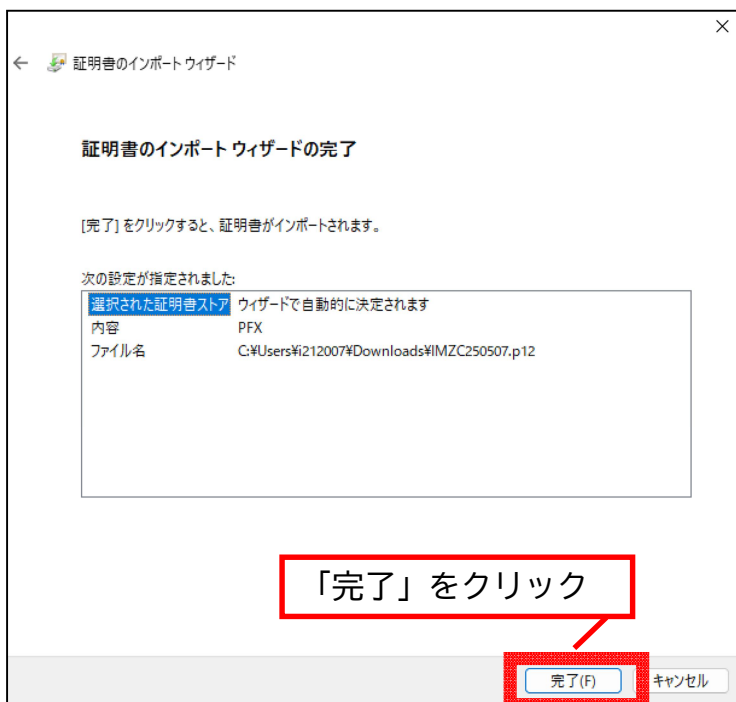 証明書のインポート ウィザード
証明書のインポート ウィザードの完了
[完了] をクリックすると、証明書がインポートされます。
次の設定が指定されました:
選択された証明書ストア ウィザードで自動的に決定されます
内容 PFX
ファイル名 C:¥Users¥i212007¥Downloads¥IMZC250507.p12
「完了」をクリック
完了(F) キャンセル